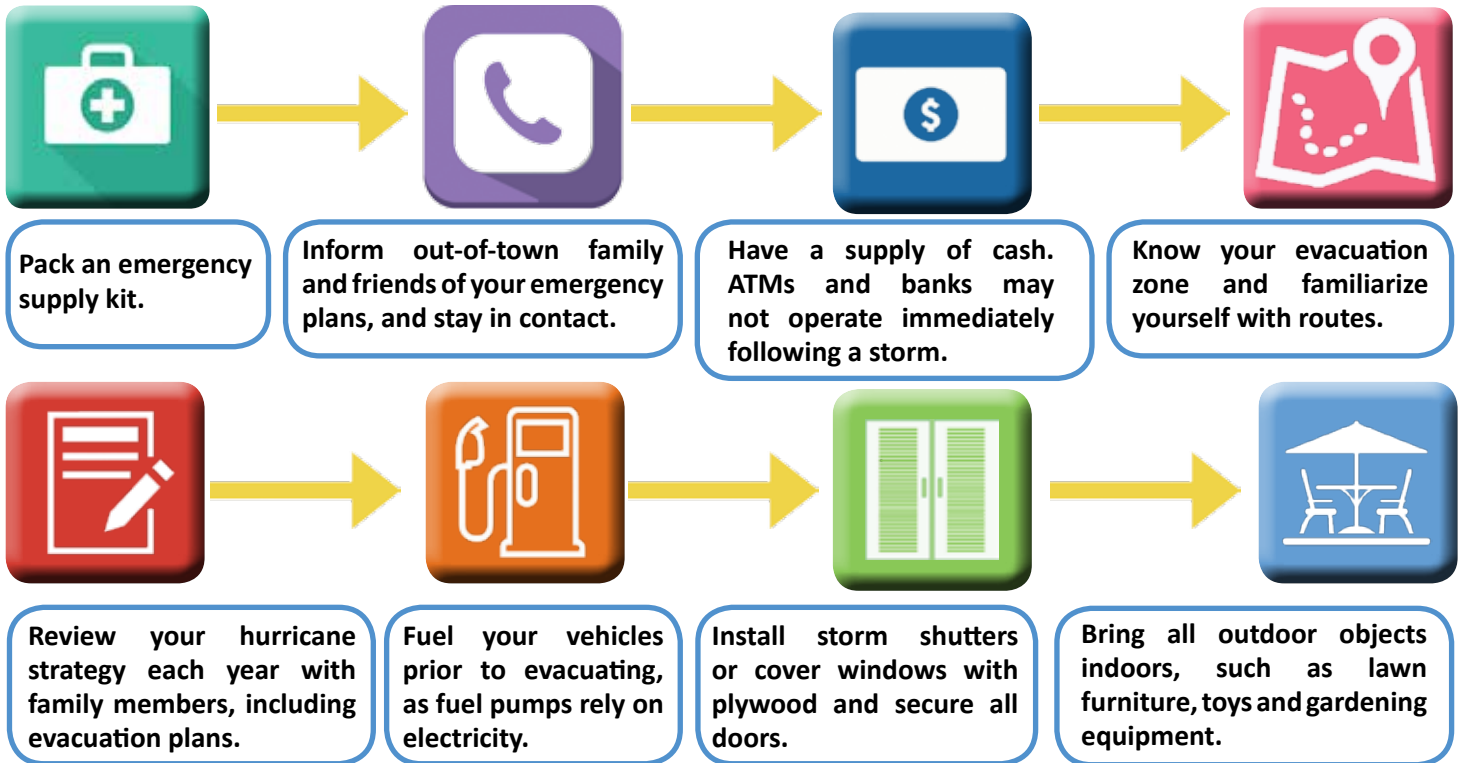 $
Pack an emergency
supply kit.
Inform out-of-town family
and friends of your emergency
plans, and stay in contact.
Have a supply of cash.
ATMs and banks may
not operate immediately
following a storm.
Know your evacuation
zone and familiarize
yourself with routes.
Review your hurricane
strategy each year with
family members, including
evacuation plans.
Fuel your vehicles
prior to evacuating,
as fuel pumps rely on
electricity.
Install storm shutters
or cover windows with
plywood and secure all
doors.
Bring all outdoor objects
indoors, such as lawn
furniture, toys and gardening
equipment.